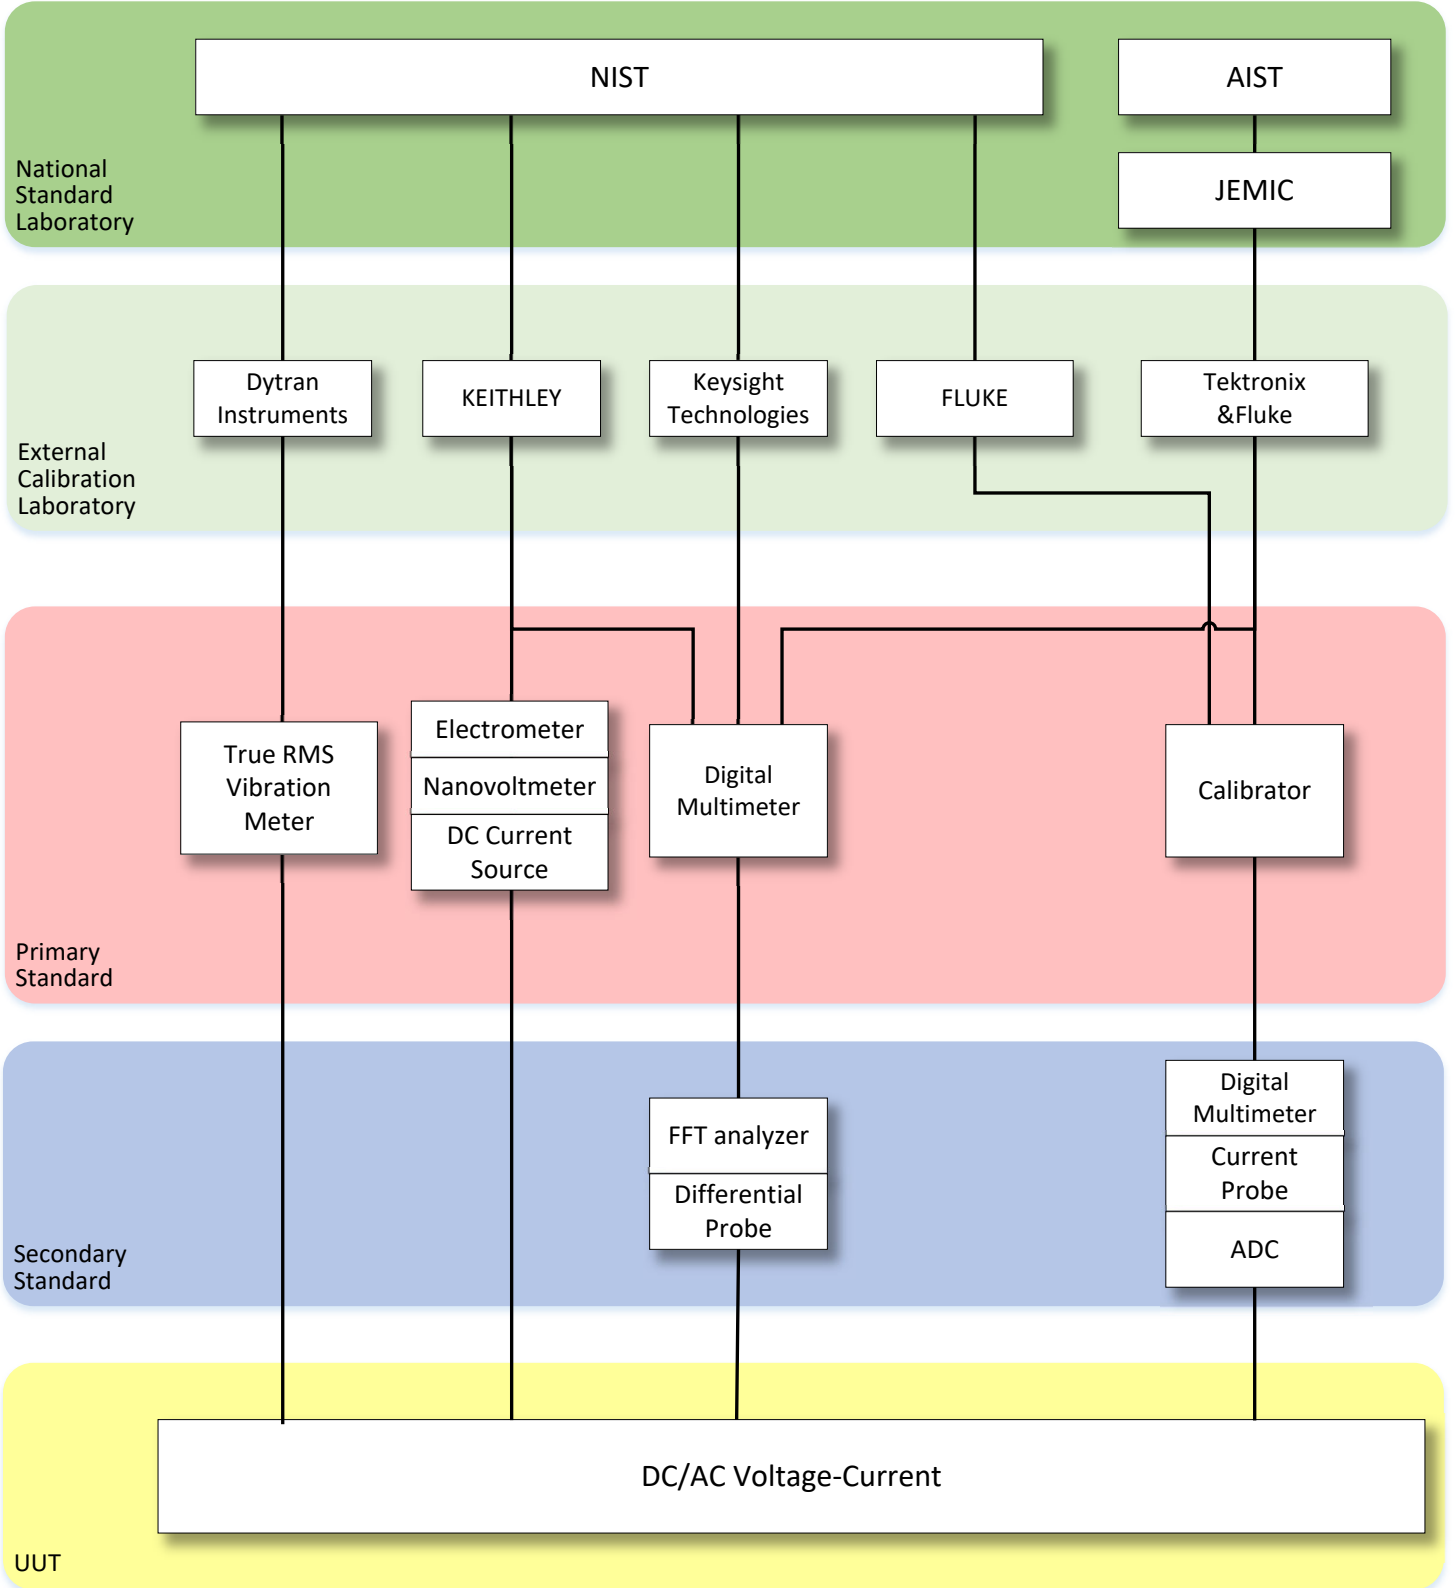 NIST
AIST
JEMIC
National
Standard
Laboratory
Dytran
Instruments
KEITHLEY
Keysight
Technologies
FLUKE
Tektronix
&Fluke
External
Calibration
Laboratory
True RMS
Vibration
Meter
Electrometer
Nanovoltmeter
DC Current
Source
Digital
Multimeter
Calibrator
Primary
Standard
FFT analyzer
Differential
Probe
Digital
Multimeter
Current
Probe
ADC
Secondary
Standard
DC/AC Voltage-Current
UUT